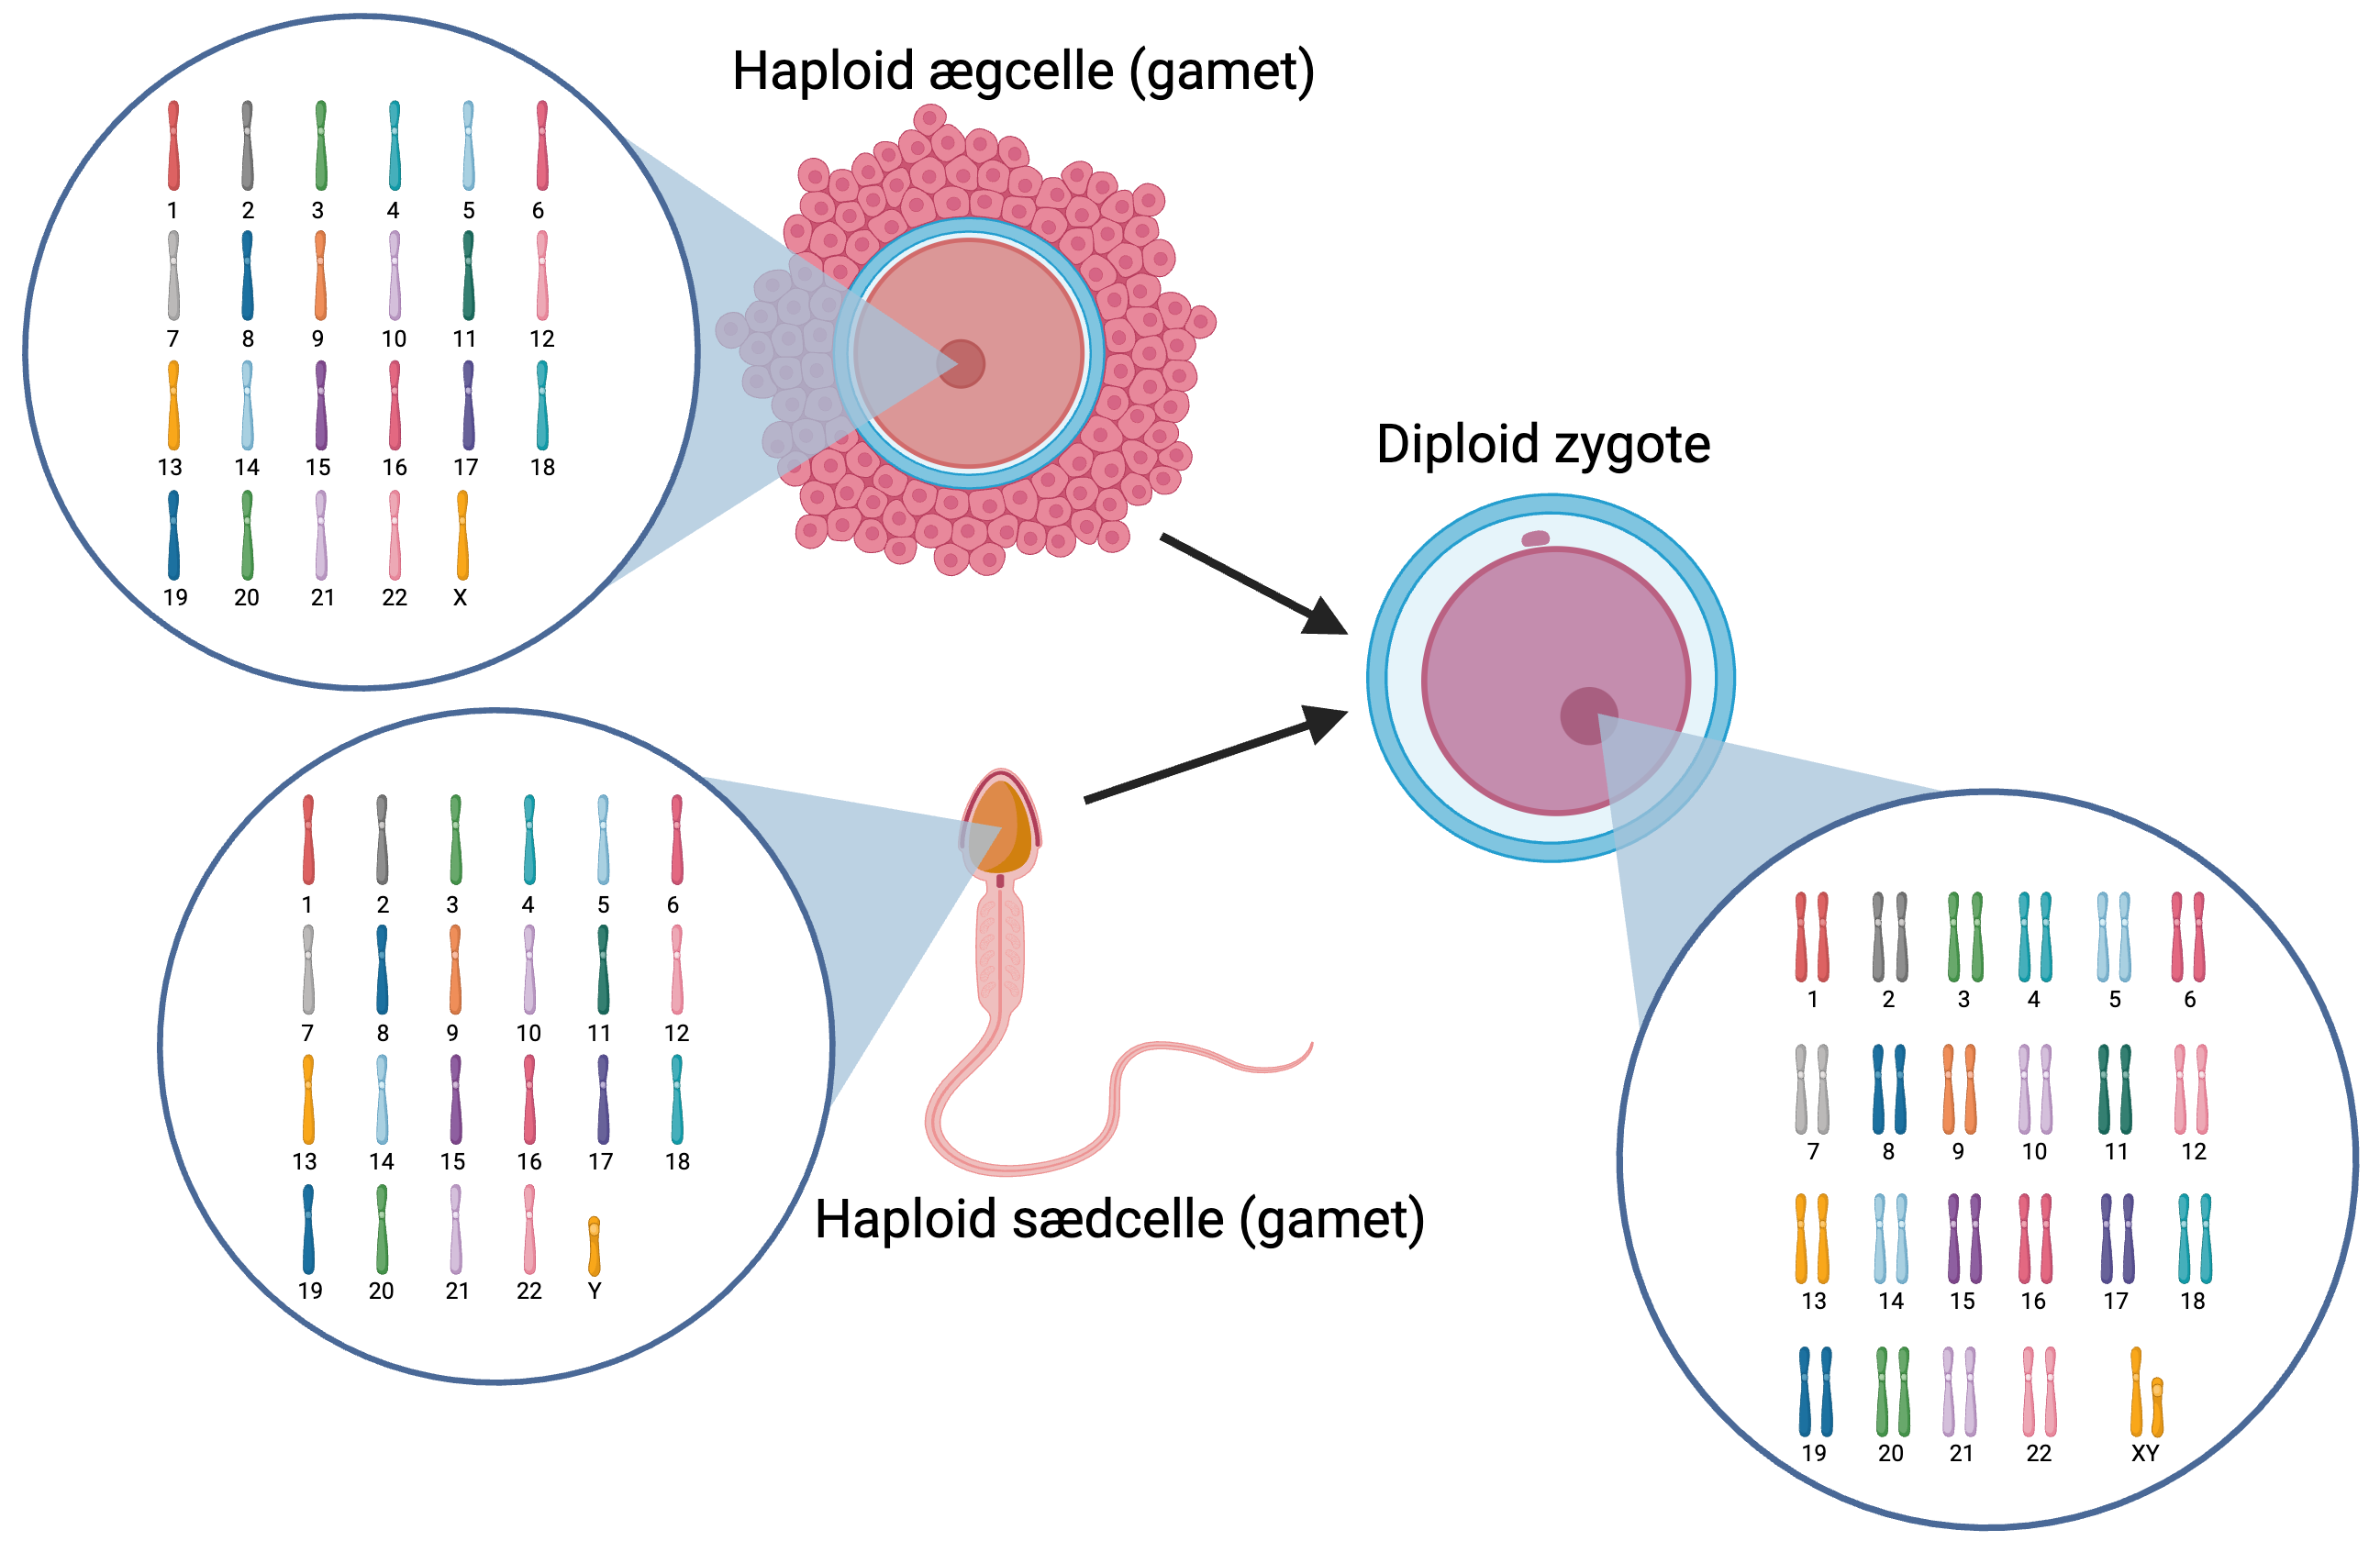 Haploid ægcelle (gamet)
1 2 3 4 5 6
7 8 9 10 11 12
13 14 15 16 17 18
19 20 21 22 X
Diploid zygote
1 2 3 4 5 6
7 8 9 10 11 12
13 14 15 16 17 18
19 20 21 22 Y
Haploid sædcelle (gamet)
1 2 3 4 5 6
7 8 9 10 11 12
13 14 15 16 17 18
19 20 21 22 XY